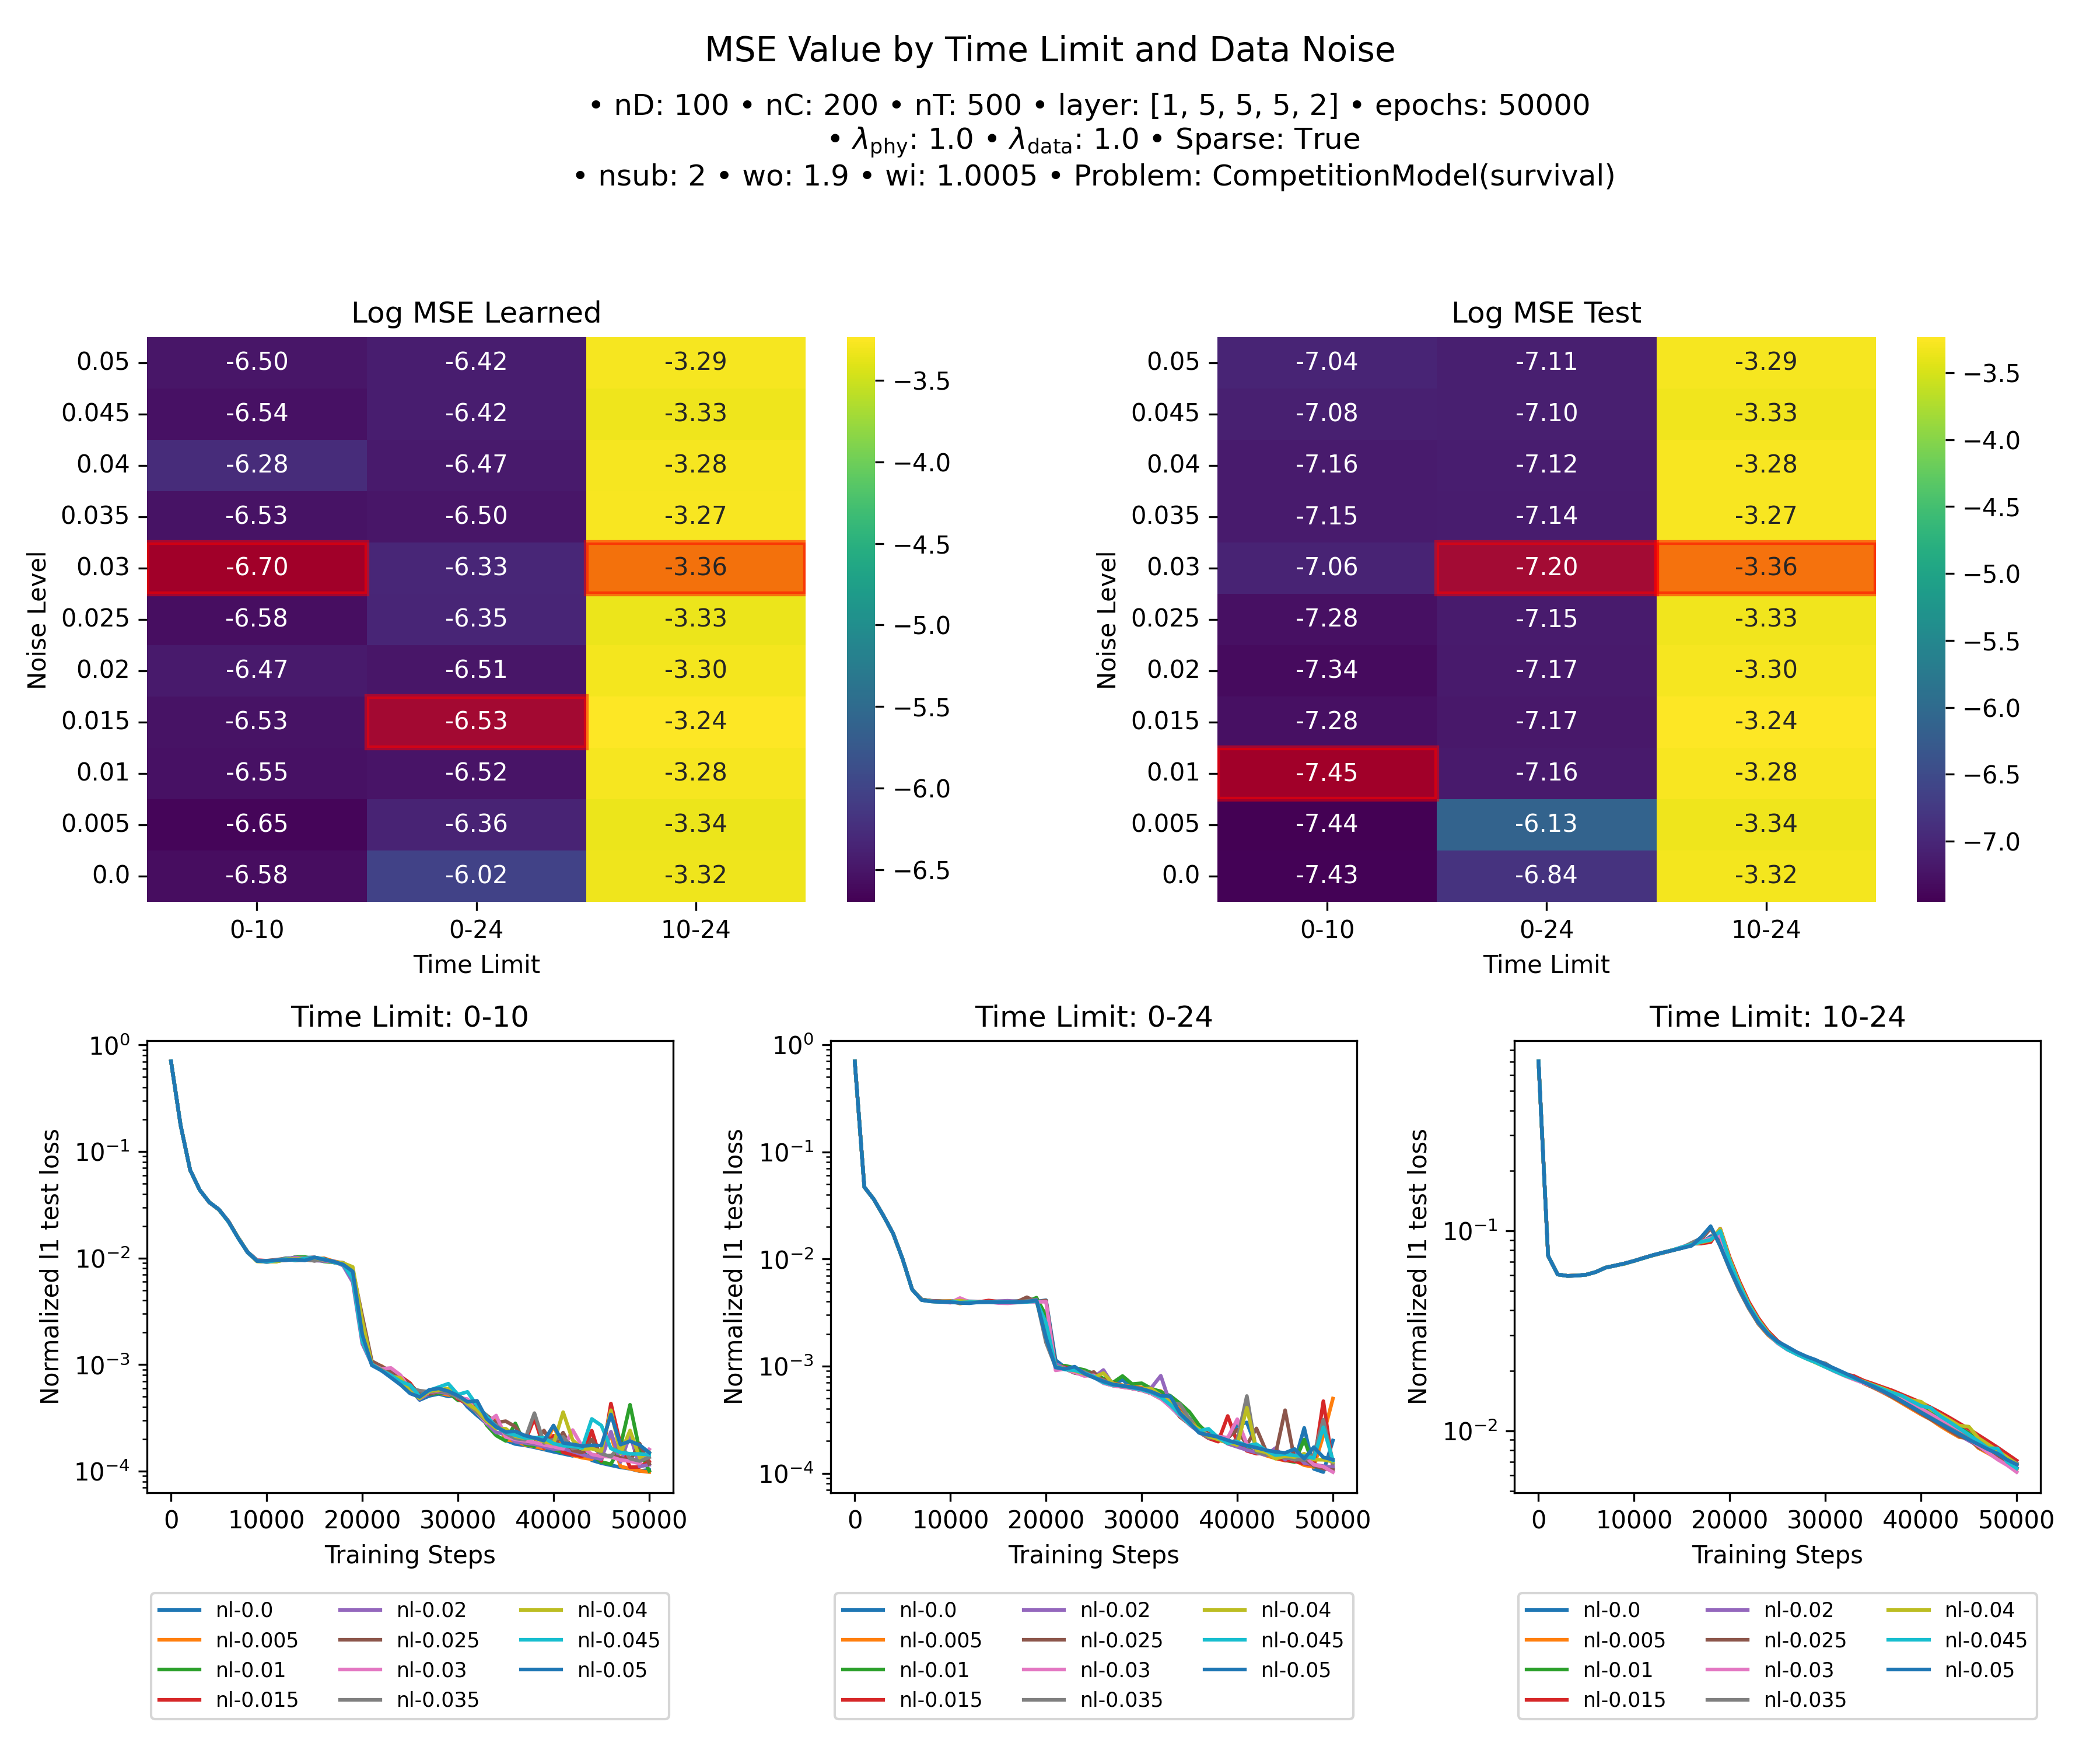 MSE Value by Time Limit and Data Noise
• nD: 100 • nC: 200 • nT: 500 • layer: [1, 5, 5, 5, 2] • epochs: 50000
• λphy: 1.0 • λdata: 1.0 • Sparse: True
• nsub: 2 • wo: 1.9 • wi: 1.0005 • Problem: CompetitionModel(survival)
Log MSE Learned
Noise Level
0.05 -6.50 -6.42 -3.29
0.045 -6.54 -6.42 -3.33
0.04 -6.28 -6.47 -3.28
0.035 -6.53 -6.50 -3.27
0.03 -6.70 -6.33 -3.36
0.025 -6.58 -6.35 -3.33
0.02 -6.47 -6.51 -3.30
0.015 -6.53 -6.53 -3.24
0.01 -6.55 -6.52 -3.28
0.005 -6.65 -6.36 -3.34
0.0 -6.58 -6.02 -3.32
0-10 0-24 10-24
Time Limit
−3.5
−4.0
−4.5
−5.0
−5.5
−6.0
−6.5
Log MSE Test
Noise Level
0.05 -7.04 -7.11 -3.29
0.045 -7.08 -7.10 -3.33
0.04 -7.16 -7.12 -3.28
0.035 -7.15 -7.14 -3.27
0.03 -7.06 -7.20 -3.36
0.025 -7.28 -7.15 -3.33
0.02 -7.34 -7.17 -3.30
0.015 -7.28 -7.17 -3.24
0.01 -7.45 -7.16 -3.28
0.005 -7.44 -6.13 -3.34
0.0 -7.43 -6.84 -3.32
0-10 0-24 10-24
Time Limit
−3.5
−4.0
−4.5
−5.0
−5.5
−6.0
−6.5
−7.0
Time Limit: 0-10
Normalized l1 test loss
10⁰
10⁻¹
10⁻²
10⁻³
10⁻⁴
0 10000 20000 30000 40000 50000
Training Steps
nl-0.0 nl-0.02 nl-0.04
nl-0.005 nl-0.025 nl-0.045
nl-0.01 nl-0.03 nl-0.05
nl-0.015 nl-0.035
Time Limit: 0-24
Normalized l1 test loss
10⁰
10⁻¹
10⁻²
10⁻³
10⁻⁴
0 10000 20000 30000 40000 50000
Training Steps
nl-0.0 nl-0.02 nl-0.04
nl-0.005 nl-0.025 nl-0.045
nl-0.01 nl-0.03 nl-0.05
nl-0.015 nl-0.035
Time Limit: 10-24
Normalized l1 test loss
10⁻¹
10⁻²
0 10000 20000 30000 40000 50000
Training Steps
nl-0.0 nl-0.02 nl-0.04
nl-0.005 nl-0.025 nl-0.045
nl-0.01 nl-0.03 nl-0.05
nl-0.015 nl-0.035